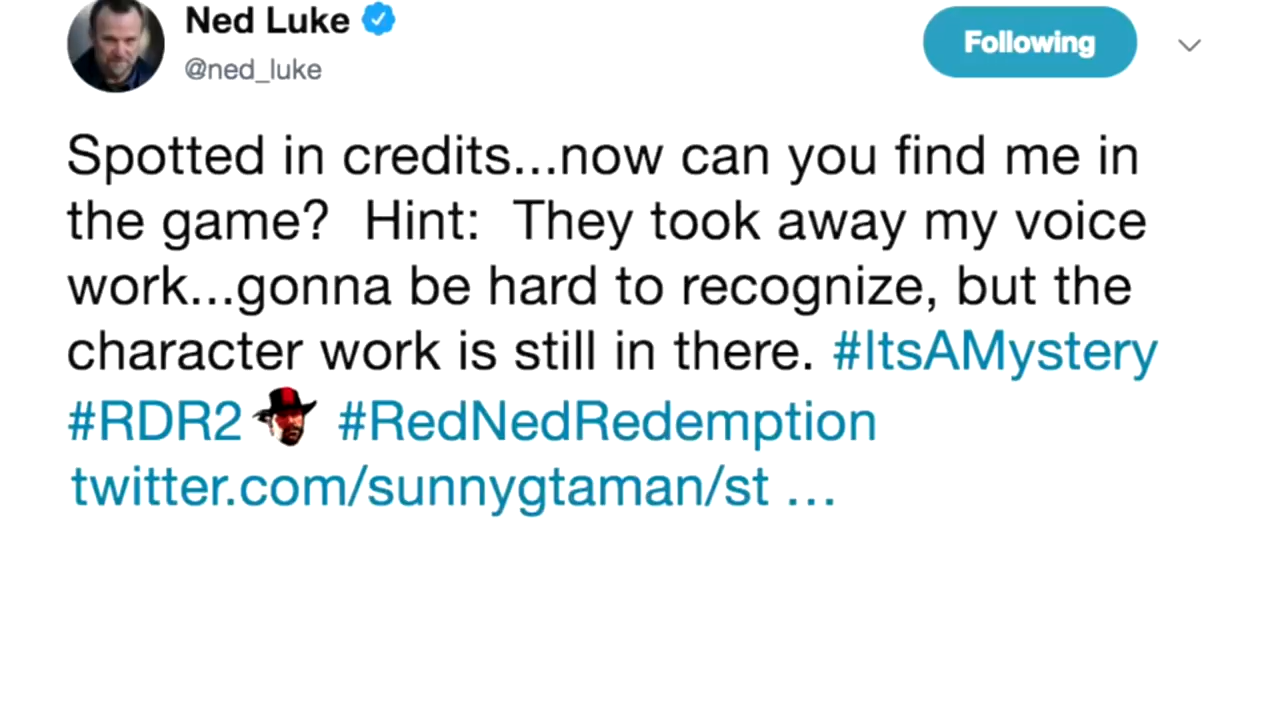 Ned Luke
@ned_luke
Following
Spotted in credits...now can you find me in
the game?  Hint:  They took away my voice
work...gonna be hard to recognize, but the
character work is still in there. #ItsAMystery
#RDR2 #RedNedRedemption
twitter.com/sunnygtaman/st …